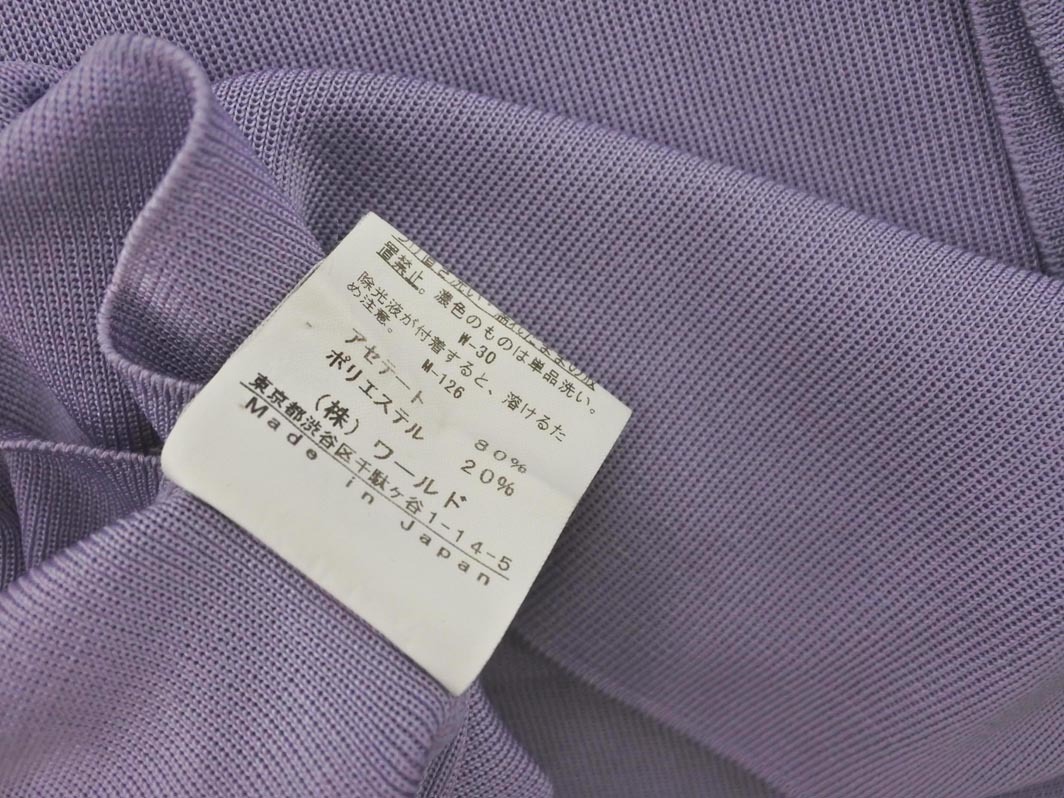 置禁止。濃色のものは単品洗い。
W-30
除光液が付着すると、溶けるた
め注意。
M-126
アセテート 80%
ポリエステル 20%
(株)ワールド
東京都渋谷区千駄ヶ谷1-14-5
Made in Japan